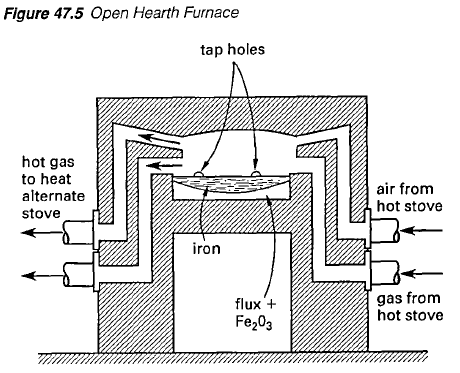 Figure 47.5 Open Hearth Furnace
tap holes
hot gas
to heat
alternate
stove
air from
hot stove
iron
flux +
Fe₂O₃
gas from
hot stove